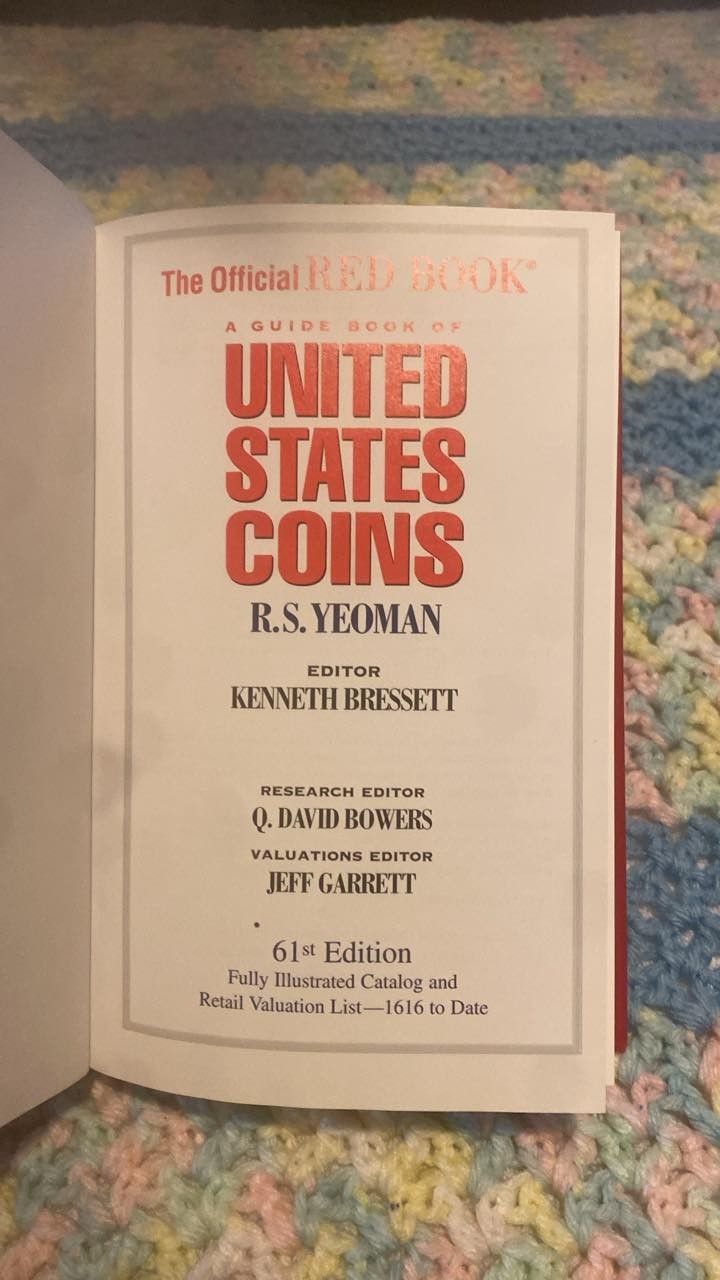 The Official RED BOOK®
A GUIDE BOOK OF
UNITED
STATES
COINS
R.S. YEOMAN
EDITOR
KENNETH BRESSETT
RESEARCH EDITOR
Q. DAVID BOWERS
VALUATIONS EDITOR
JEFF GARRETT
61st Edition
Fully Illustrated Catalog and
Retail Valuation List—1616 to Date